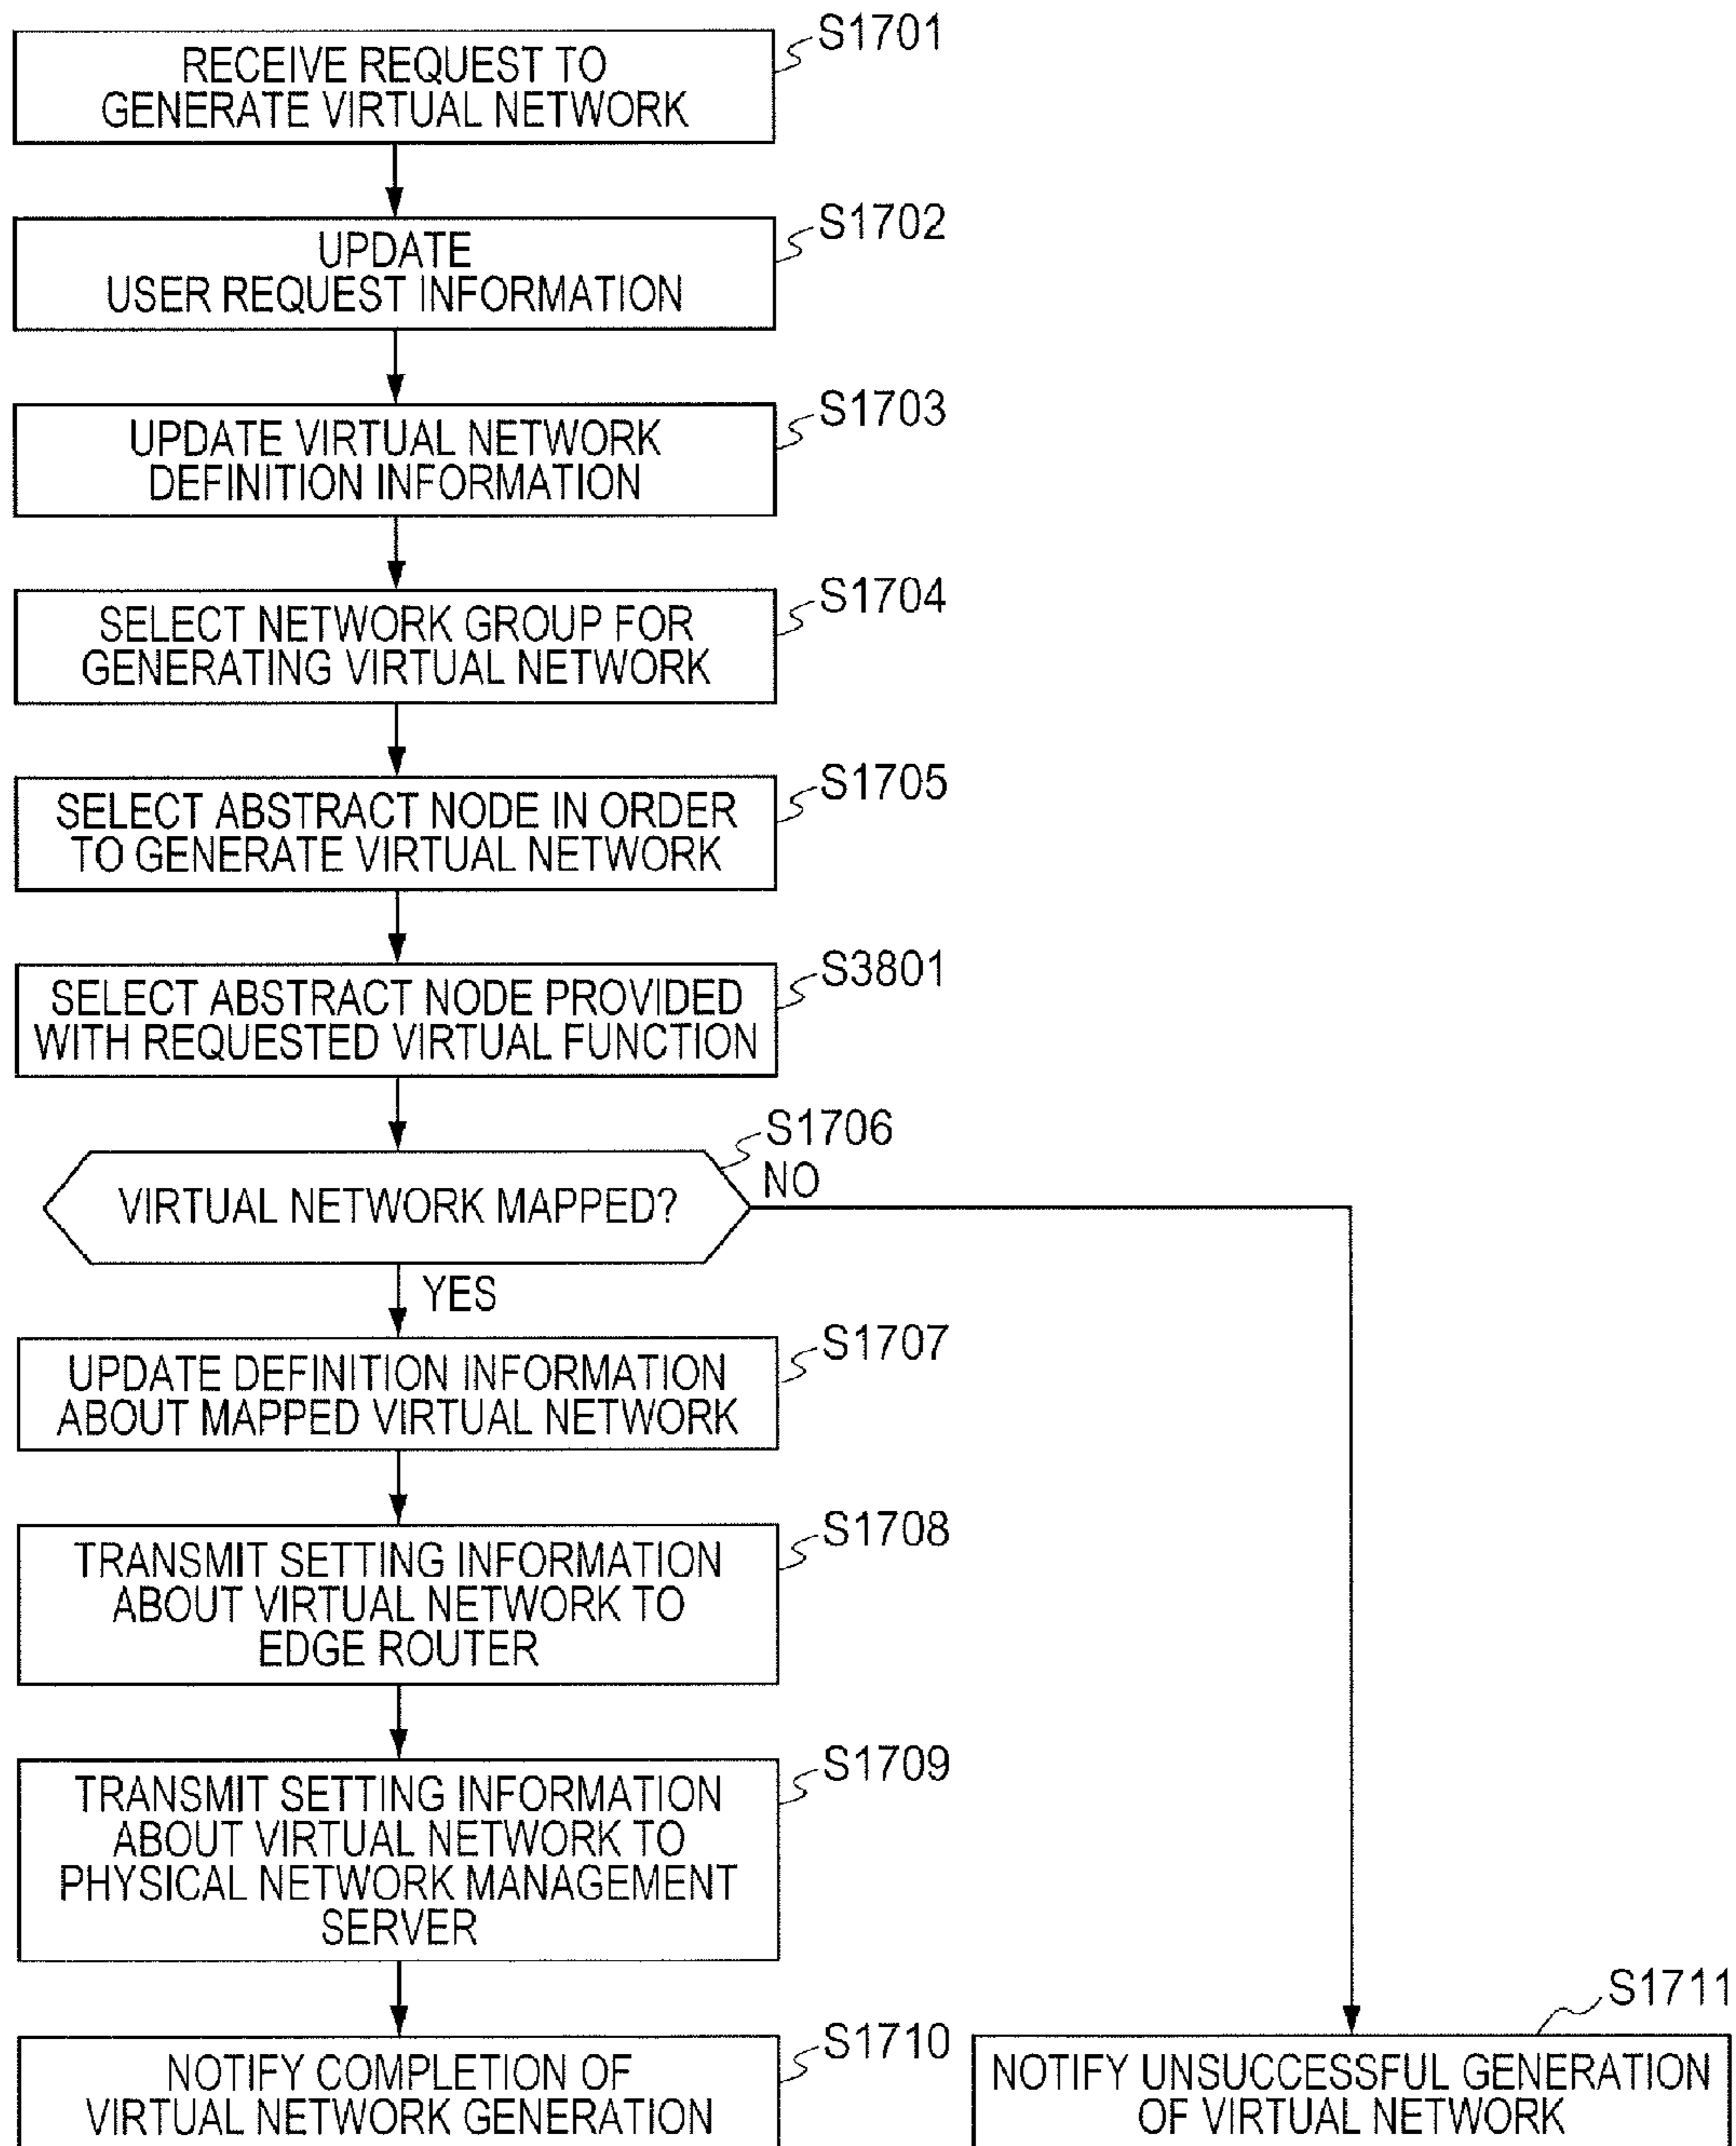 S1701
RECEIVE REQUEST TO
GENERATE VIRTUAL NETWORK
S1702
UPDATE
USER REQUEST INFORMATION
S1703
UPDATE VIRTUAL NETWORK
DEFINITION INFORMATION
S1704
SELECT NETWORK GROUP FOR
GENERATING VIRTUAL NETWORK
S1705
SELECT ABSTRACT NODE IN ORDER
TO GENERATE VIRTUAL NETWORK
S3801
SELECT ABSTRACT NODE PROVIDED
WITH REQUESTED VIRTUAL FUNCTION
S1706
NO
VIRTUAL NETWORK MAPPED?
YES
S1707
UPDATE DEFINITION INFORMATION
ABOUT MAPPED VIRTUAL NETWORK
S1708
TRANSMIT SETTING INFORMATION
ABOUT VIRTUAL NETWORK TO
EDGE ROUTER
S1709
TRANSMIT SETTING INFORMATION
ABOUT VIRTUAL NETWORK TO
PHYSICAL NETWORK MANAGEMENT
SERVER
S1710
NOTIFY COMPLETION OF
VIRTUAL NETWORK GENERATION
S1711
NOTIFY UNSUCCESSFUL GENERATION
OF VIRTUAL NETWORK